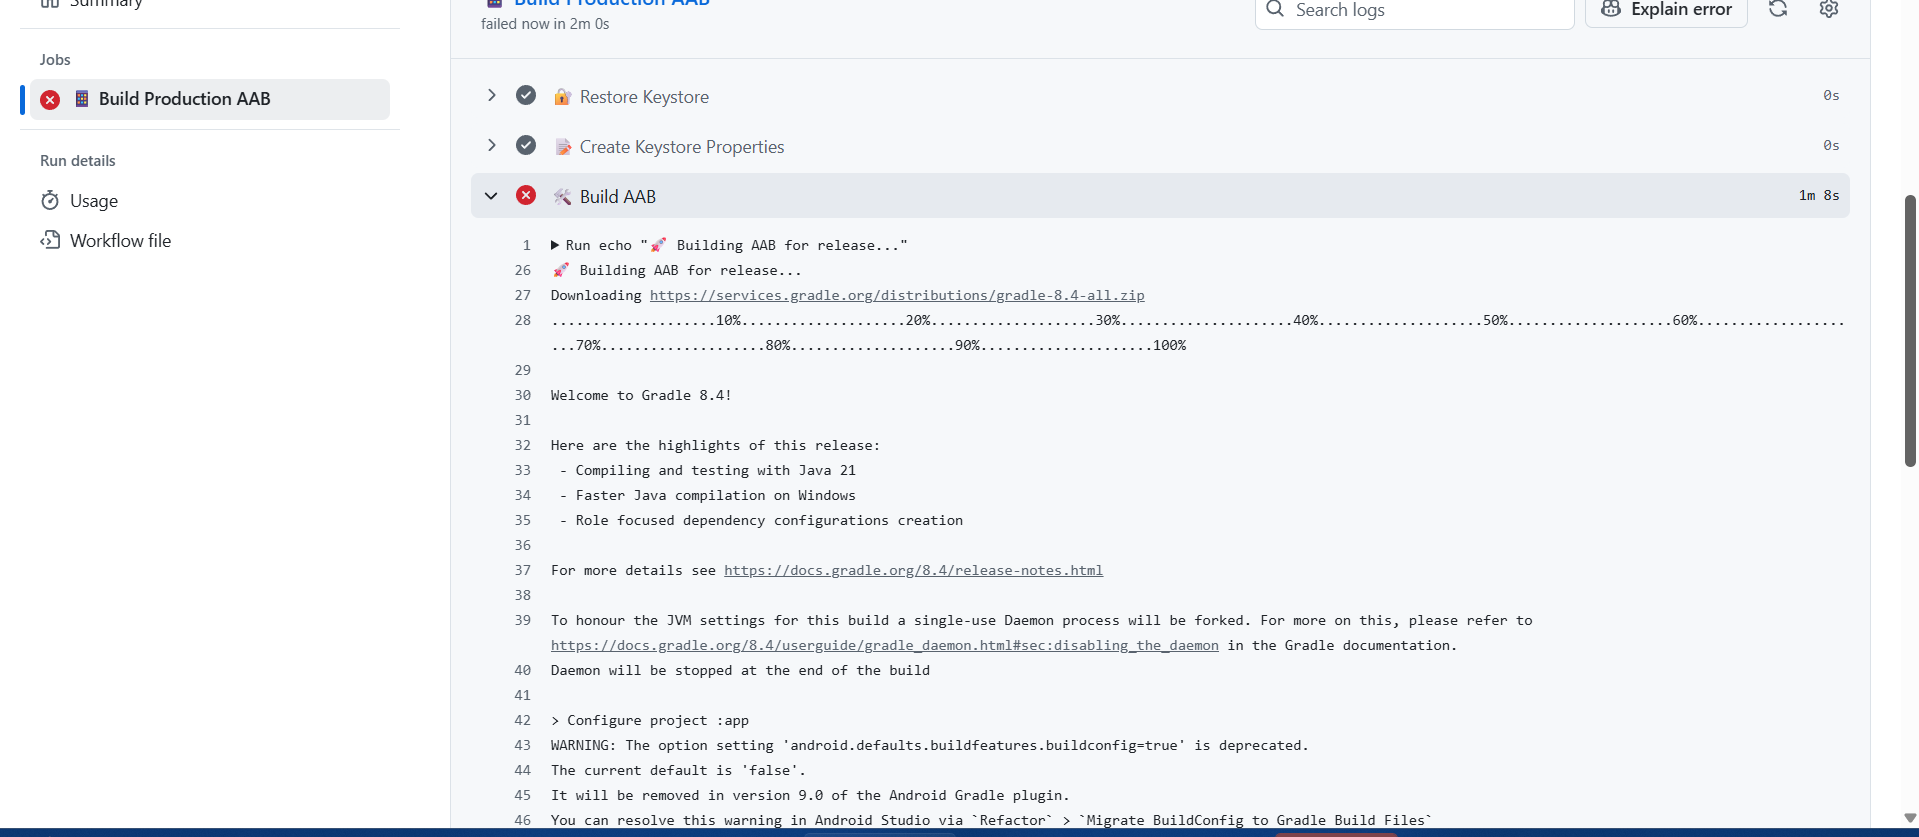 Summary
Jobs
Build Production AAB
Run details
Usage
Workflow file
Build Production AAB
failed now in 2m 0s
Search logs
Explain error
Restore Keystore 0s
Create Keystore Properties 0s
Build AAB 1m 8s
1 Run echo "🚀 Building AAB for release..."
26 🚀 Building AAB for release...
27 Downloading https://services.gradle.org/distributions/gradle-8.4-all.zip
28 ....................10%....................20%....................30%.....................40%....................50%....................60%..................
...70%....................80%....................90%.....................100%
29
30 Welcome to Gradle 8.4!
31
32 Here are the highlights of this release:
33 - Compiling and testing with Java 21
34 - Faster Java compilation on Windows
35 - Role focused dependency configurations creation
36
37 For more details see https://docs.gradle.org/8.4/release-notes.html
38
39 To honour the JVM settings for this build a single-use Daemon process will be forked. For more on this, please refer to
https://docs.gradle.org/8.4/userguide/gradle_daemon.html#sec:disabling_the_daemon in the Gradle documentation.
40 Daemon will be stopped at the end of the build
41
42 > Configure project :app
43 WARNING: The option setting 'android.defaults.buildfeatures.buildconfig=true' is deprecated.
44 The current default is 'false'.
45 It will be removed in version 9.0 of the Android Gradle plugin.
46 You can resolve this warning in Android Studio via `Refactor` > `Migrate BuildConfig to Gradle Build Files`